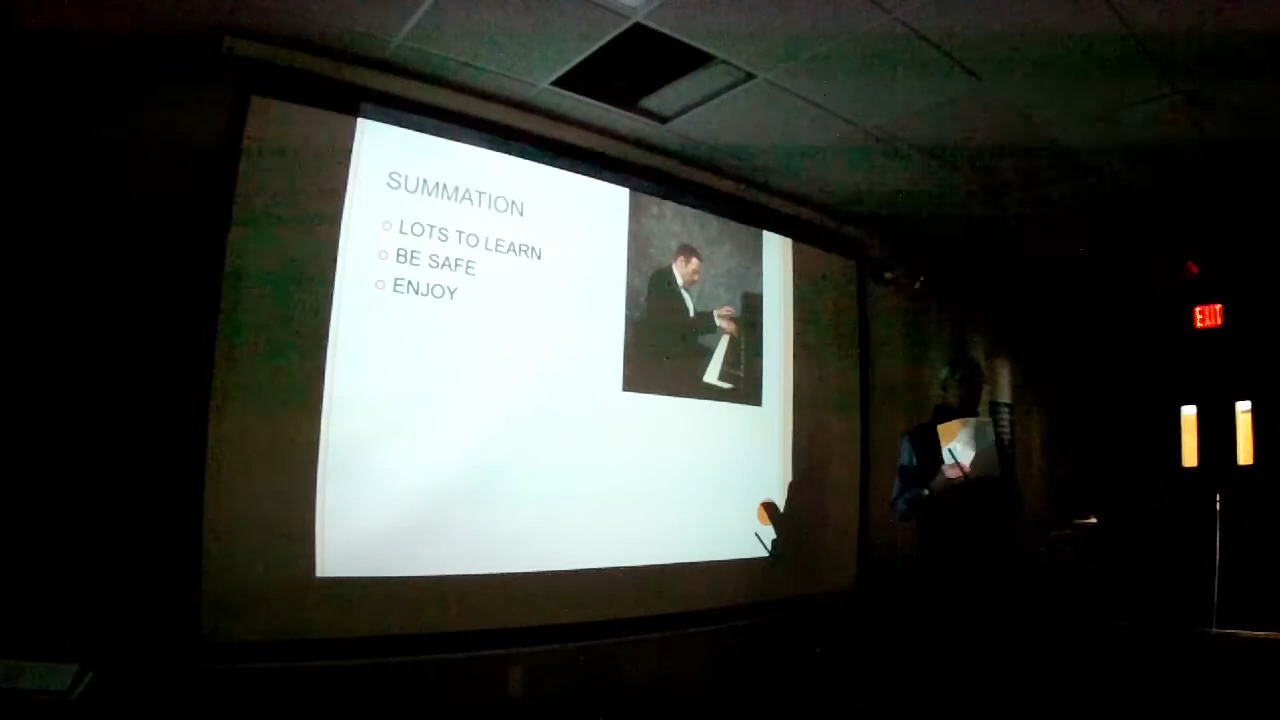 SUMMATION
LOTS TO LEARN
BE SAFE
ENJOY
EXIT